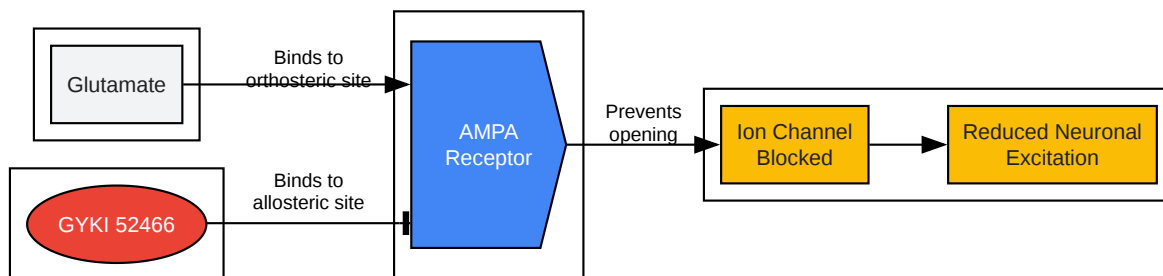 Glutamate
Binds to
orthosteric site
AMPA
Receptor
Prevents
opening
Ion Channel
Blocked
Reduced Neuronal
Excitation
GYKI 52466
Binds to
allosteric site